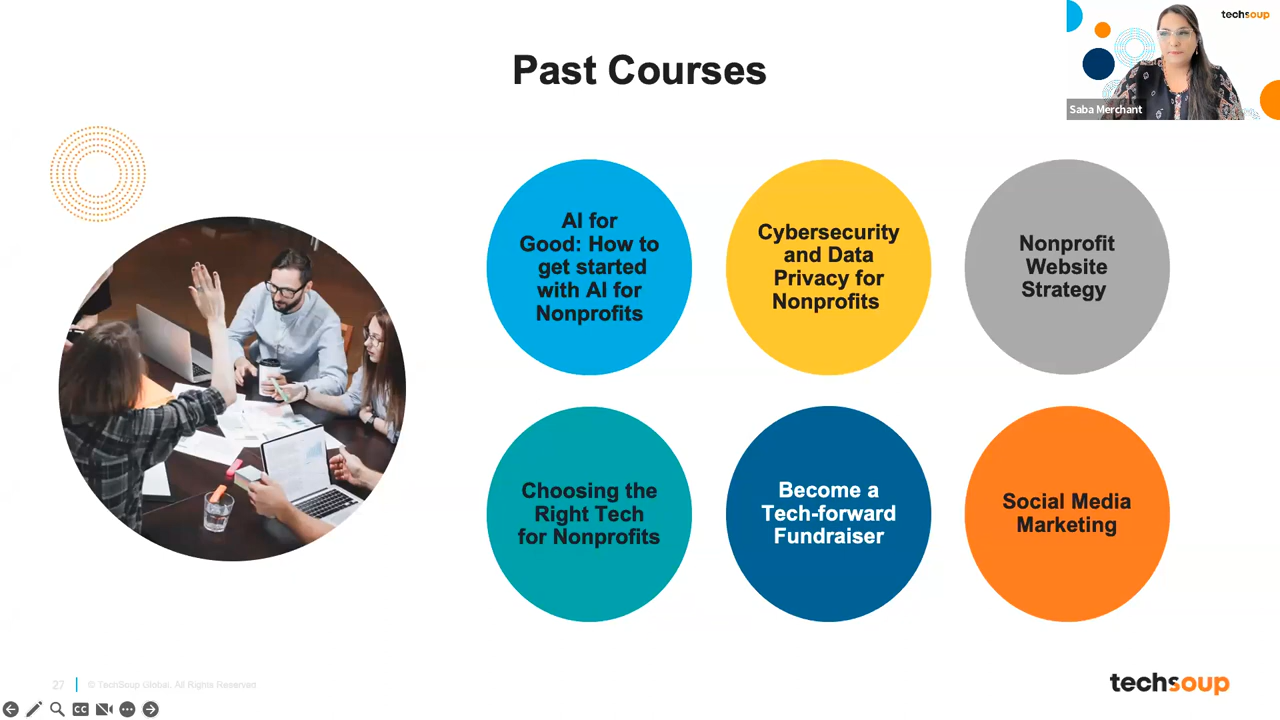 techsoup
Past Courses
Saba Merchant
AI for
Good: How to
get started
with AI for
Nonprofits
Cybersecurity
and Data
Privacy for
Nonprofits
Nonprofit
Website
Strategy
Choosing the
Right Tech
for Nonprofits
Become a
Tech-forward
Fundraiser
Social Media
Marketing
27
© TechSoup Global. All Rights Reserved
techsoup
CC